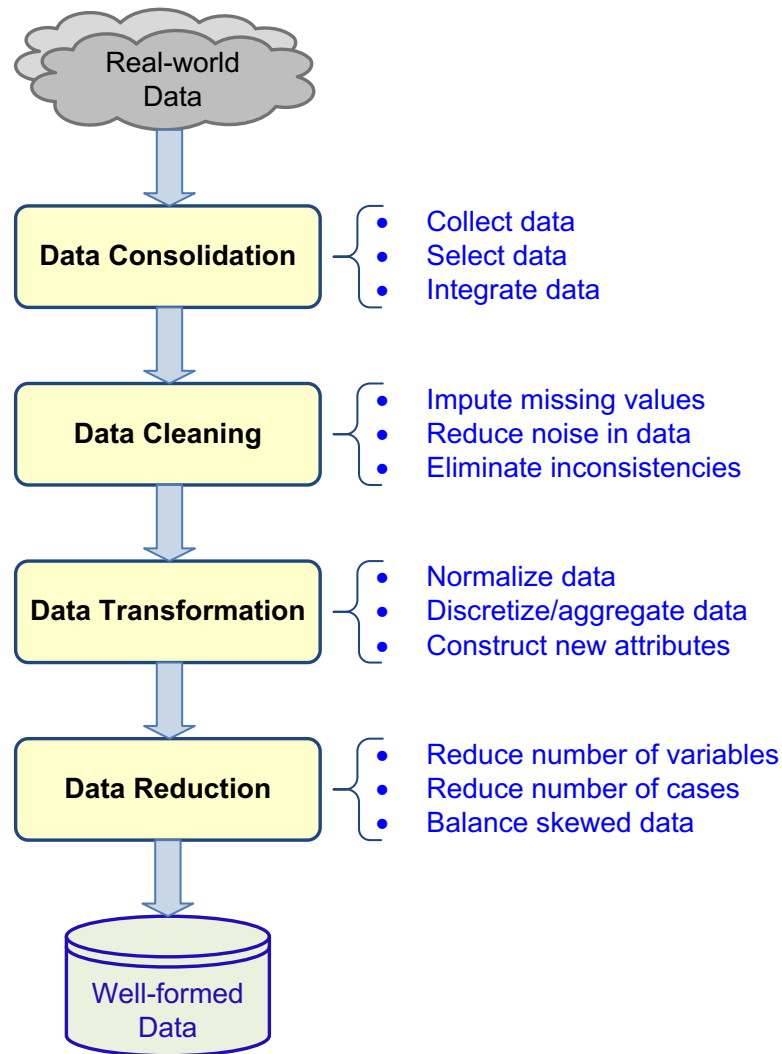 Real-world
Data
Data Consolidation
• Collect data
• Select data
• Integrate data
Data Cleaning
• Impute missing values
• Reduce noise in data
• Eliminate inconsistencies
Data Transformation
• Normalize data
• Discretize/aggregate data
• Construct new attributes
Data Reduction
• Reduce number of variables
• Reduce number of cases
• Balance skewed data
Well-formed
Data